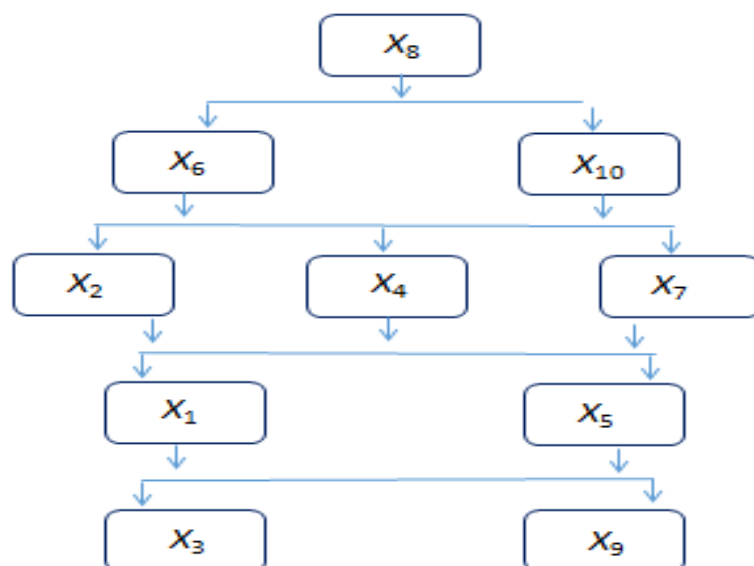 x₈
x₆ x₁₀
x₂ x₄ x₇
x₁ x₅
x₃ x₉